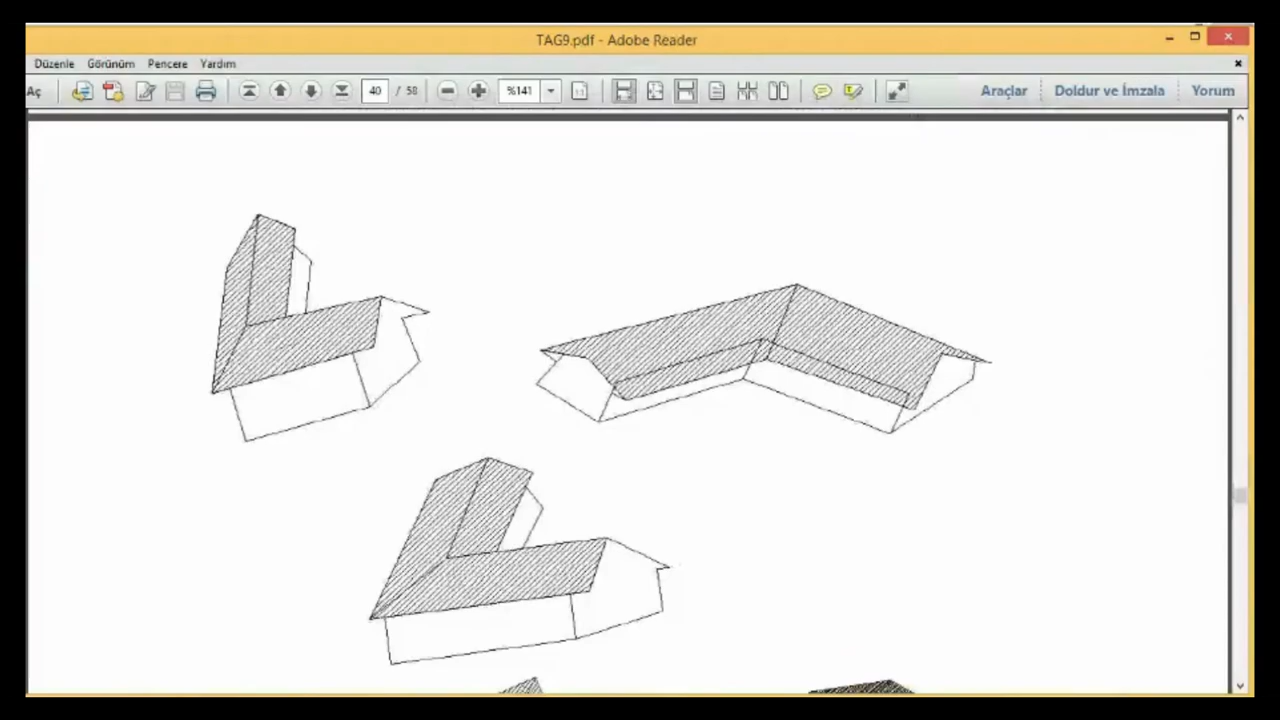 TAG9.pdf - Adobe Reader
Düzenle Görünüm Pencere Yardım
Aç 40 / 58 %141 Araçlar Doldur ve İmzala Yorum